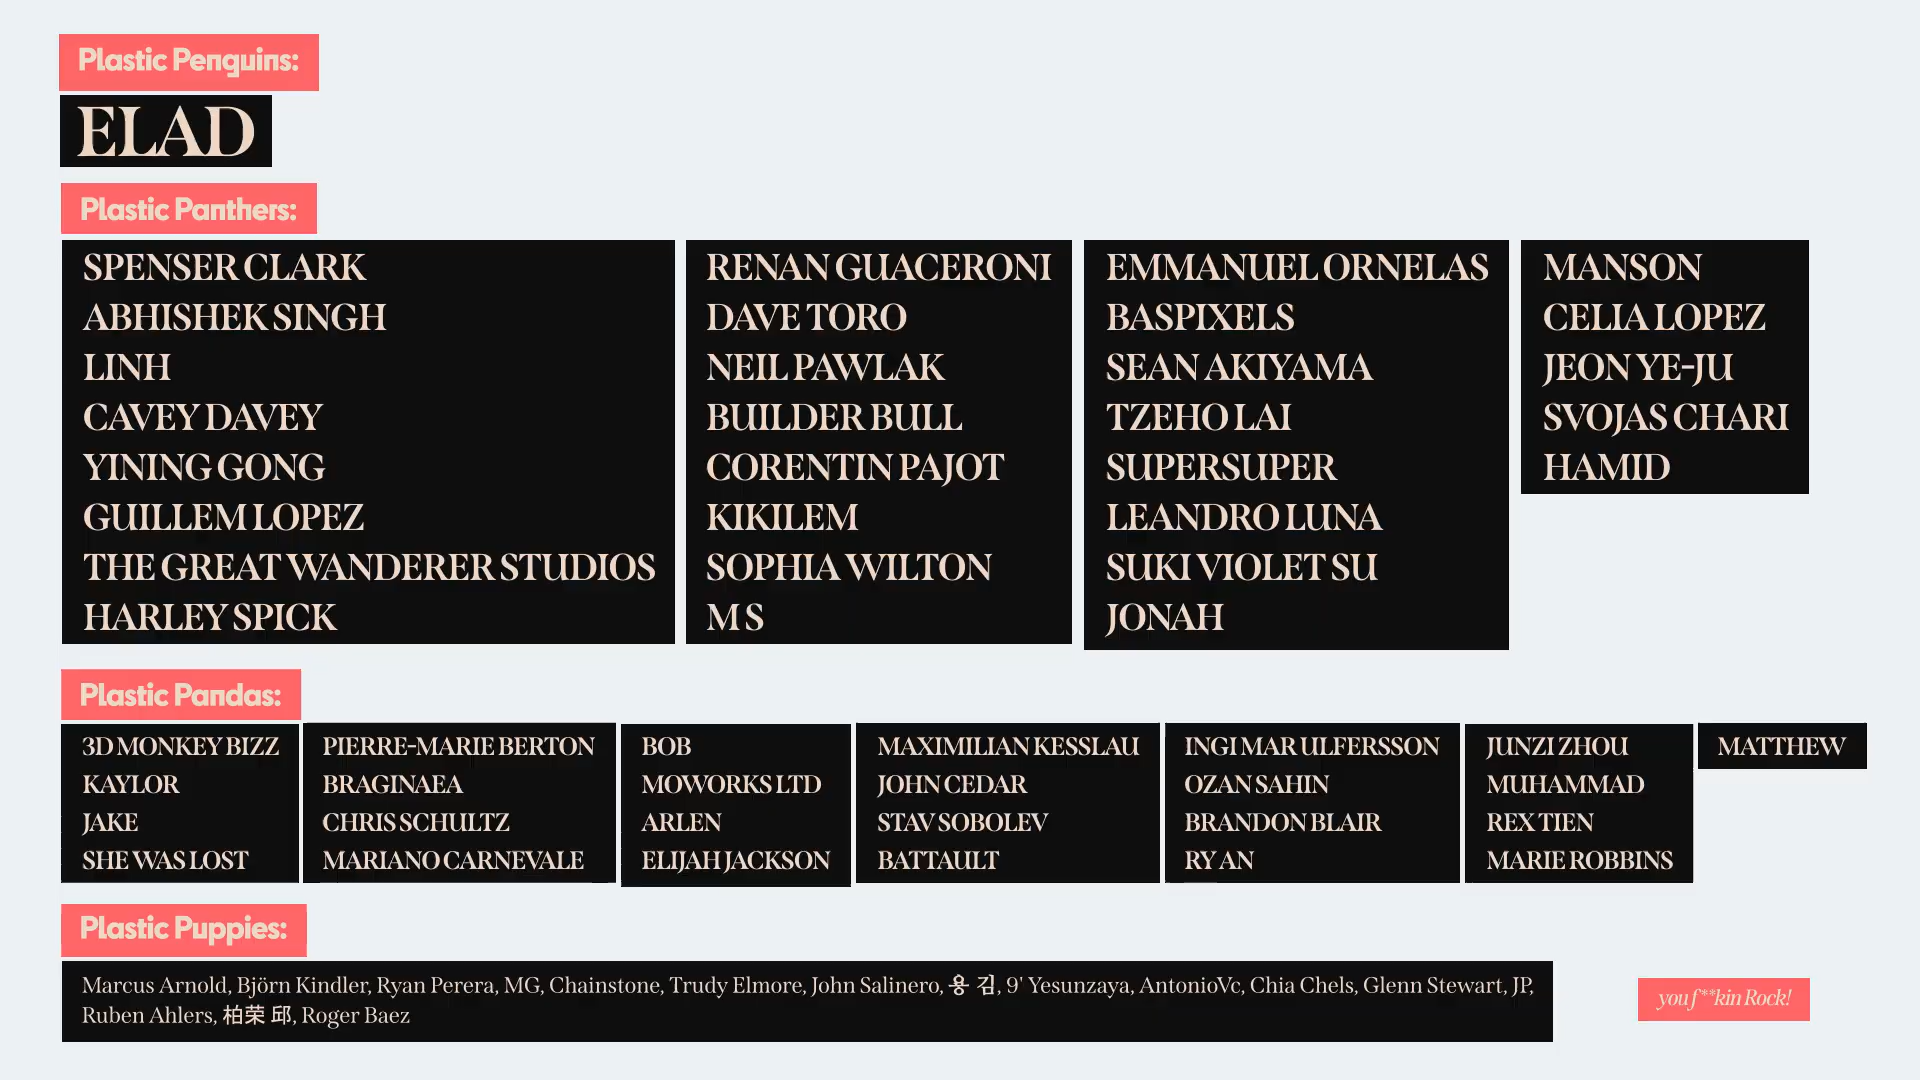 Plastic Penguins:
ELAD
Plastic Panthers:
SPENSER CLARK
ABHISHEK SINGH
LINH
CAVEY DAVEY
YINING GONG
GUILLEM LOPEZ
THE GREAT WANDERER STUDIOS
HARLEY SPICK
RENAN GUACERONI
DAVE TORO
NEIL PAWLAK
BUILDER BULL
CORENTIN PAJOT
KIKILEM
SOPHIA WILTON
M S
EMMANUEL ORNELAS
BASPIXELS
SEAN AKIYAMA
TZEHO LAI
SUPERSUPER
LEANDRO LUNA
SUKI VIOLET SU
JONAH
MANSON
CELIA LOPEZ
JEON YE-JU
SVOJAS CHARI
HAMID
Plastic Pandas:
3D MONKEY BIZZ
KAYLOR
JAKE
SHE WAS LOST
PIERRE-MARIE BERTON
BRAGINAEA
CHRIS SCHULTZ
MARIANO CARNEVALE
BOB
MOWORKS LTD
ARLEN
ELIJAH JACKSON
MAXIMILIAN KESSLAU
JOHN CEDAR
STAV SOBOLEV
BATTAULT
INGI MAR ULFERSSON
OZAN SAHIN
BRANDON BLAIR
RY AN
JUNZI ZHOU
MUHAMMAD
REX TIEN
MARIE ROBBINS
MATTHEW
Plastic Puppies:
Marcus Arnold, Björn Kindler, Ryan Perera, MG, Chainstone, Trudy Elmore, John Salinero, 용 김, 9' Yesunzaya, AntonioVc, Chia Chels, Glenn Stewart, JP,
Ruben Ahlers, 柏荣 邱, Roger Baez
you f**kin Rock!